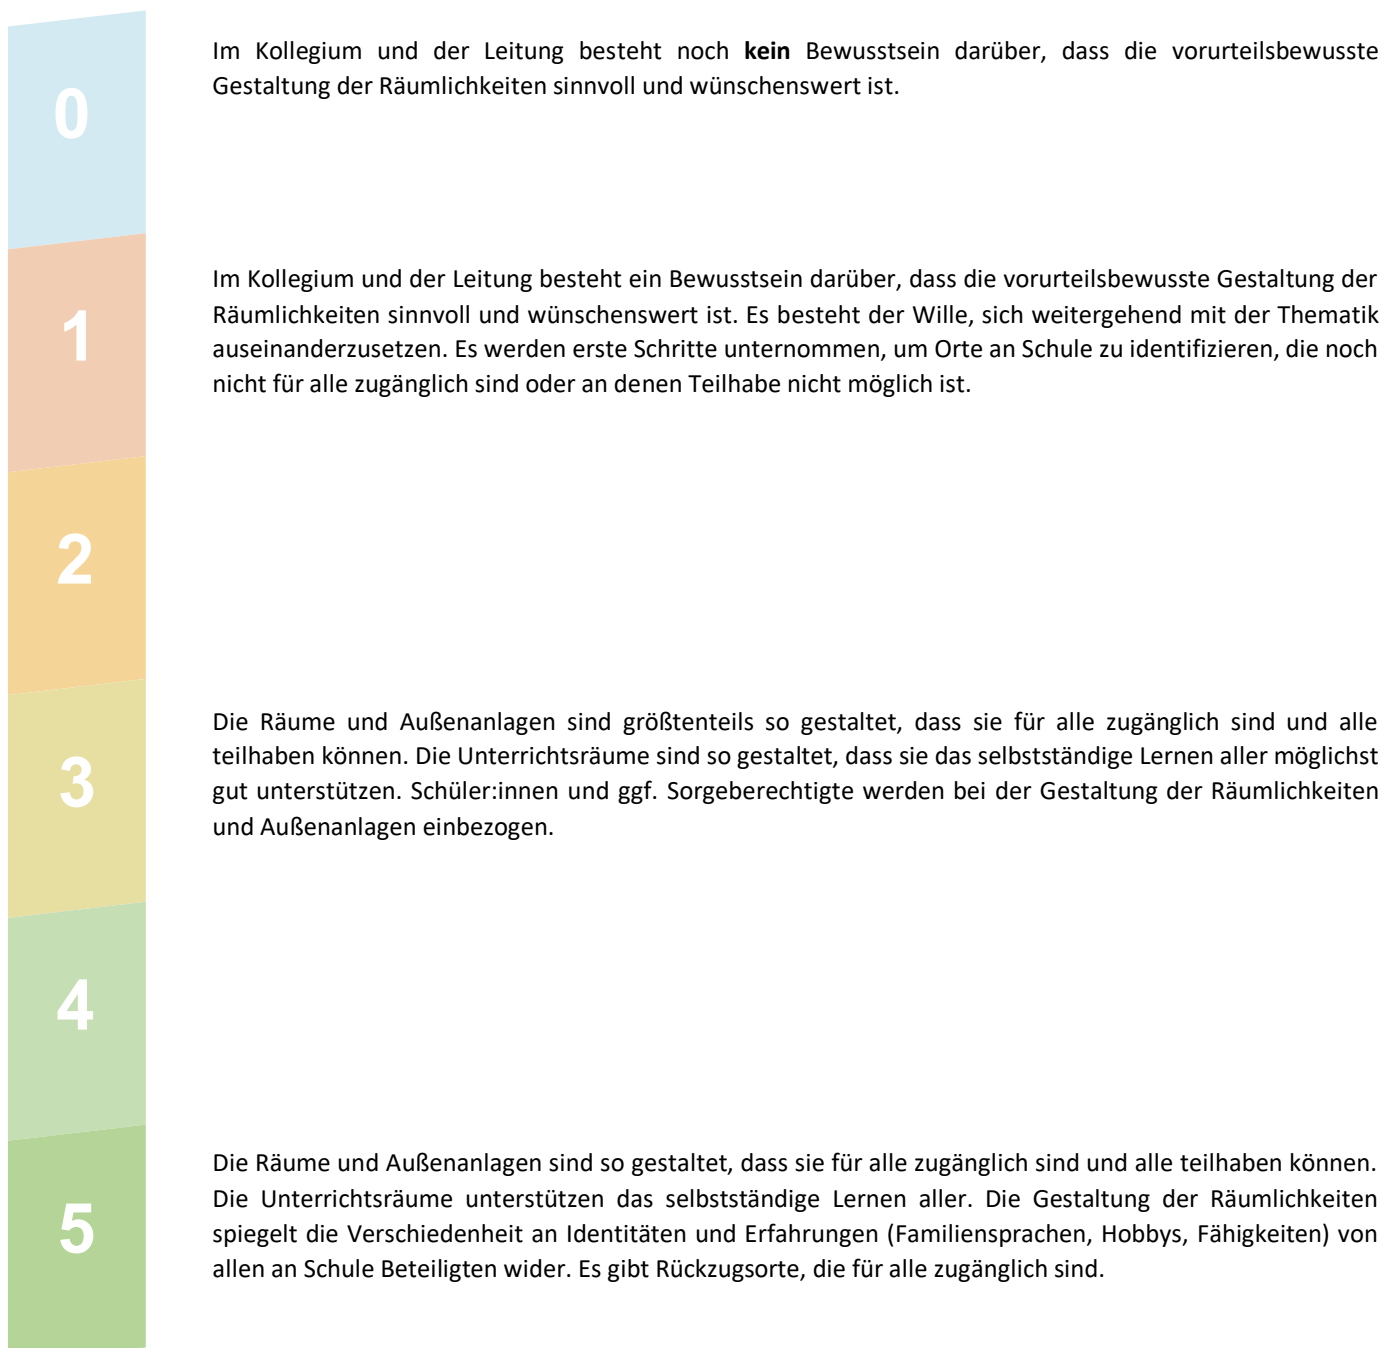 0
Im Kollegium und der Leitung besteht noch kein Bewusstsein darüber, dass die vorurteilsbewusste
Gestaltung der Räumlichkeiten sinnvoll und wünschenswert ist.
1
Im Kollegium und der Leitung besteht ein Bewusstsein darüber, dass die vorurteilsbewusste Gestaltung der
Räumlichkeiten sinnvoll und wünschenswert ist. Es besteht der Wille, sich weitergehend mit der Thematik
auseinanderzusetzen. Es werden erste Schritte unternommen, um Orte an Schule zu identifizieren, die noch
nicht für alle zugänglich sind oder an denen Teilhabe nicht möglich ist.
2
3
Die Räume und Außenanlagen sind größtenteils so gestaltet, dass sie für alle zugänglich sind und alle
teilhaben können. Die Unterrichtsräume sind so gestaltet, dass sie das selbstständige Lernen aller möglichst
gut unterstützen. Schüler:innen und ggf. Sorgeberechtigte werden bei der Gestaltung der Räumlichkeiten
und Außenanlagen einbezogen.
4
5
Die Räume und Außenanlagen sind so gestaltet, dass sie für alle zugänglich sind und alle teilhaben können.
Die Unterrichtsräume unterstützen das selbstständige Lernen aller. Die Gestaltung der Räumlichkeiten
spiegelt die Verschiedenheit an Identitäten und Erfahrungen (Familiensprachen, Hobbys, Fähigkeiten) von
allen an Schule Beteiligten wider. Es gibt Rückzugsorte, die für alle zugänglich sind.